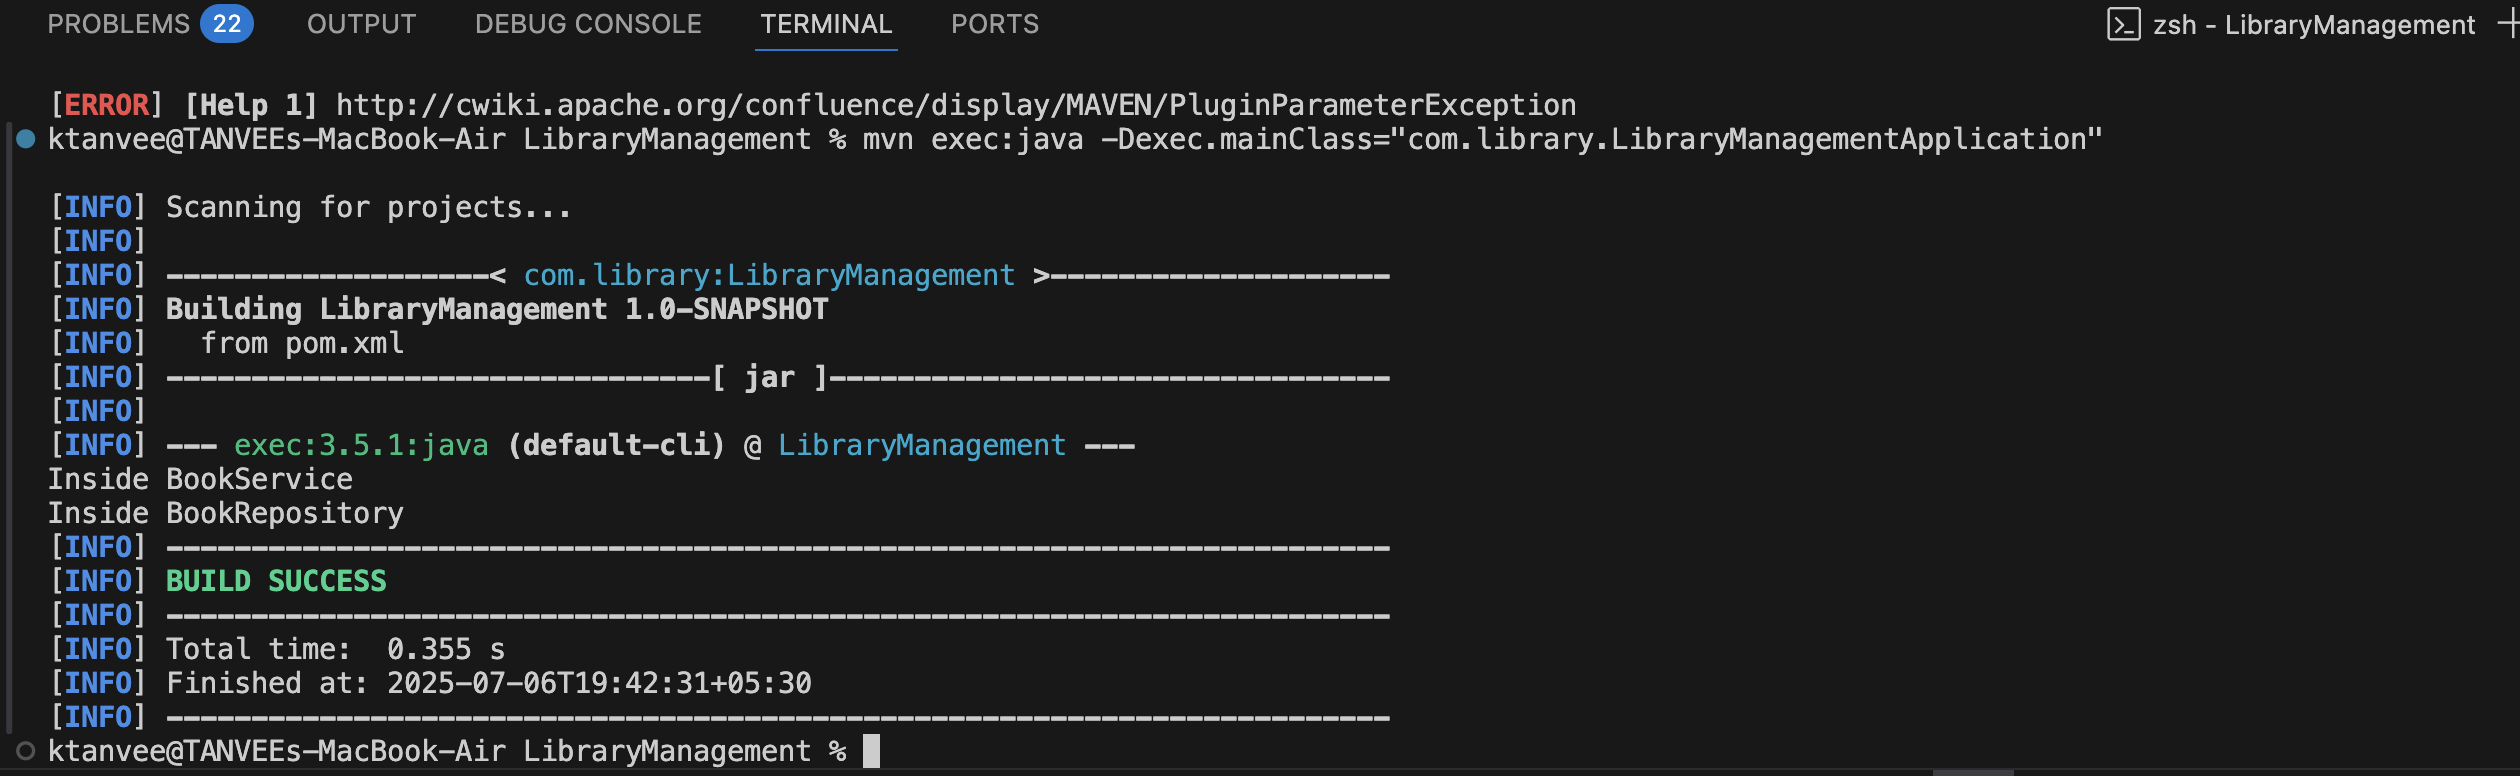 PROBLEMS 22 OUTPUT DEBUG CONSOLE TERMINAL PORTS zsh - LibraryManagement
[ERROR] [Help 1] http://cwiki.apache.org/confluence/display/MAVEN/PluginParameterException
ktanvee@TANVEEs-MacBook-Air LibraryManagement % mvn exec:java -Dexec.mainClass="com.library.LibraryManagementApplication"
[INFO] Scanning for projects...
[INFO]
[INFO] -------------------< com.library:LibraryManagement >--------------------
[INFO] Building LibraryManagement 1.0-SNAPSHOT
[INFO]   from pom.xml
[INFO] --------------------------------[ jar ]---------------------------------
[INFO]
[INFO] --- exec:3.5.1:java (default-cli) @ LibraryManagement ---
Inside BookService
Inside BookRepository
[INFO] ------------------------------------------------------------------------
[INFO] BUILD SUCCESS
[INFO] ------------------------------------------------------------------------
[INFO] Total time:  0.355 s
[INFO] Finished at: 2025-07-06T19:42:31+05:30
[INFO] ------------------------------------------------------------------------
ktanvee@TANVEEs-MacBook-Air LibraryManagement %